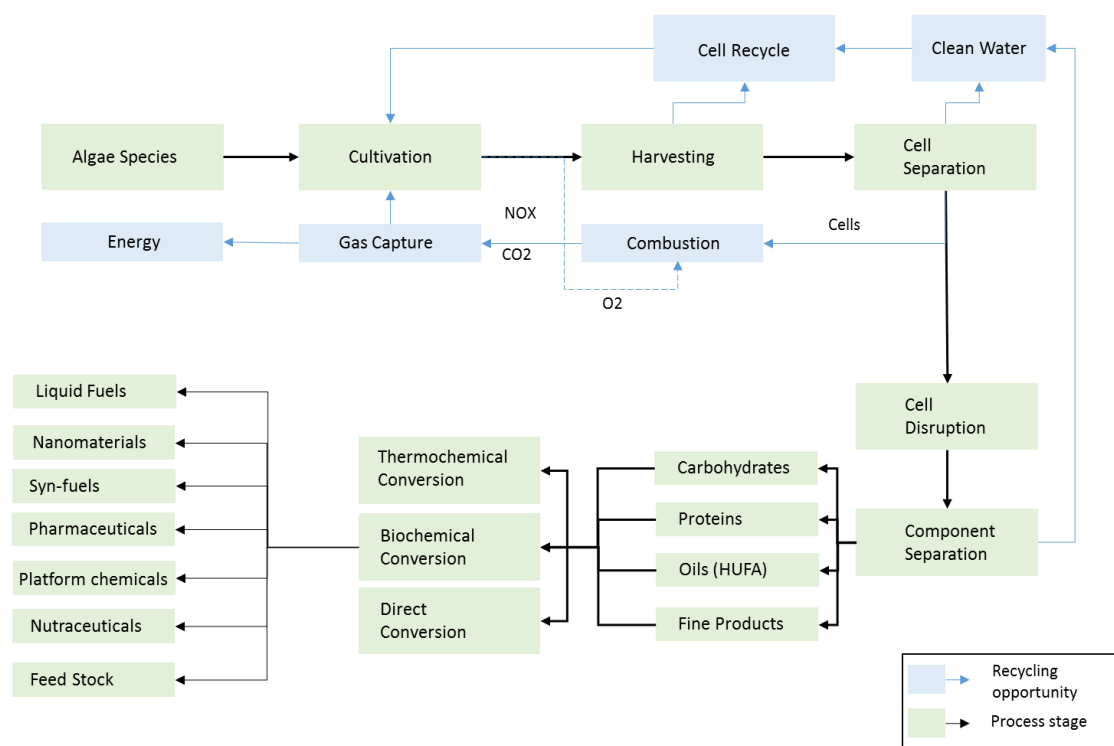 Cell Recycle
Clean Water
Algae Species
Cultivation
Harvesting
Cell
Separation
Energy
Gas Capture
NOX
CO2
Combustion
Cells
O2
Liquid Fuels
Nanomaterials
Syn-fuels
Pharmaceuticals
Platform chemicals
Nutraceuticals
Feed Stock
Thermochemical
Conversion
Biochemical
Conversion
Direct
Conversion
Carbohydrates
Proteins
Oils (HUFA)
Fine Products
Cell
Disruption
Component
Separation
Recycling
opportunity
Process stage